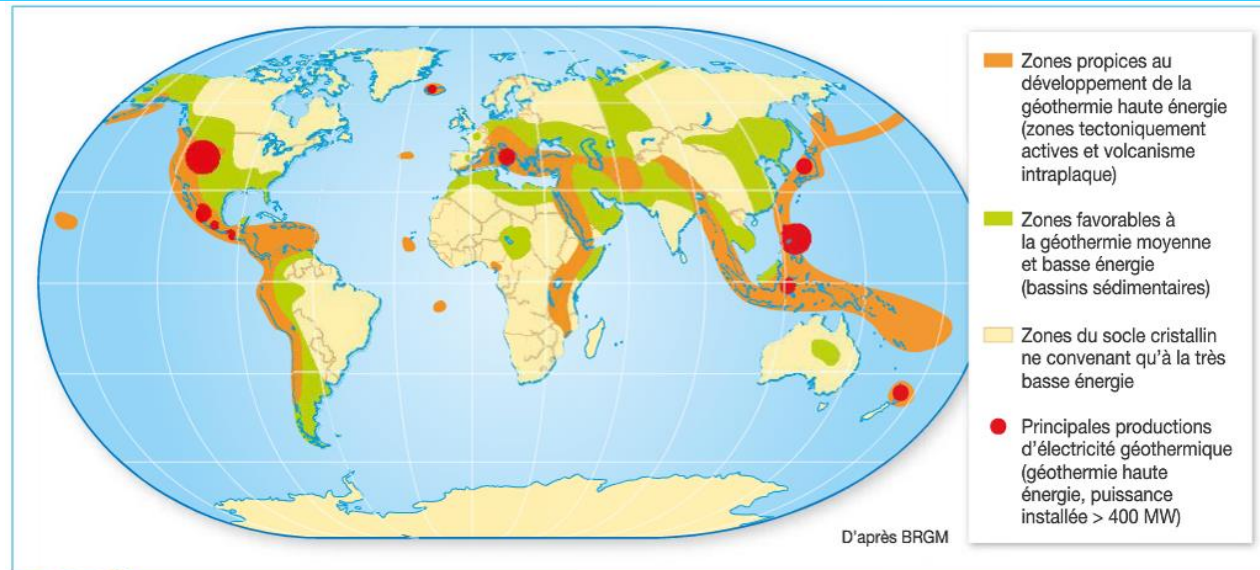 Zones propices au
développement de la
géothermie haute énergie
(zones tectoniquement
actives et volcanisme
intraplaque)
Zones favorables à
la géothermie moyenne
et basse énergie
(bassins sédimentaires)
Zones du socle cristallin
ne convenant qu'à la très
basse énergie
Principales productions
d'électricité géothermique
(géothermie haute
énergie, puissance
installée > 400 MW)
D'après BRGM